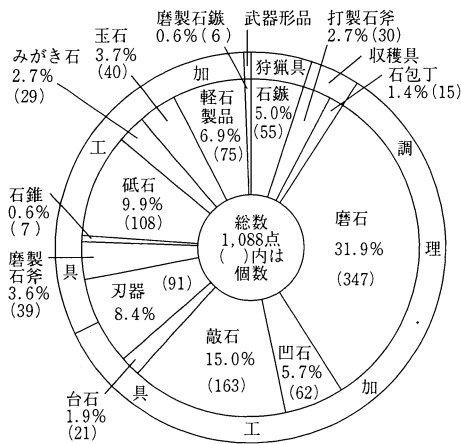 磨製石鏃
0.6%(6)
武器形品
打製石斧
2.7%(30)
収穫具
石包丁
1.4%(15)
玉石
3.7%
(40)
みがき石
2.7%
(29)
加
狩猟具
石鏃
5.0%
(55)
軽石
製品
6.9%
(75)
調
工
砥石
9.9%
(108)
総数
1,088点
( )内は
個数
磨石
31.9%
(347)
理
石錐
0.6%
(7)
磨製
石斧
3.6%
(39)
具
刃器
8.4%
(91)
敲石
15.0%
(163)
凹石
5.7%
(62)
加
台石
1.9%
(21)
具
工